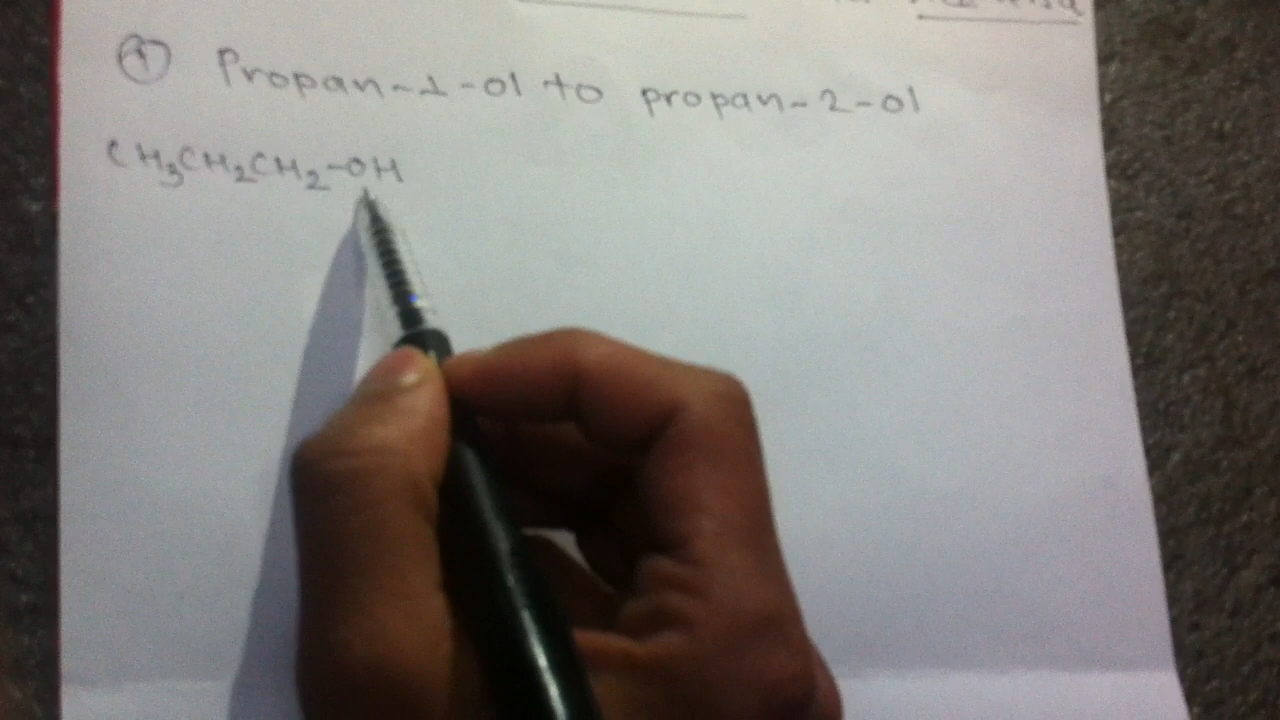 ① Propan-1-ol to propan-2-ol
CH₃CH₂CH₂-OH